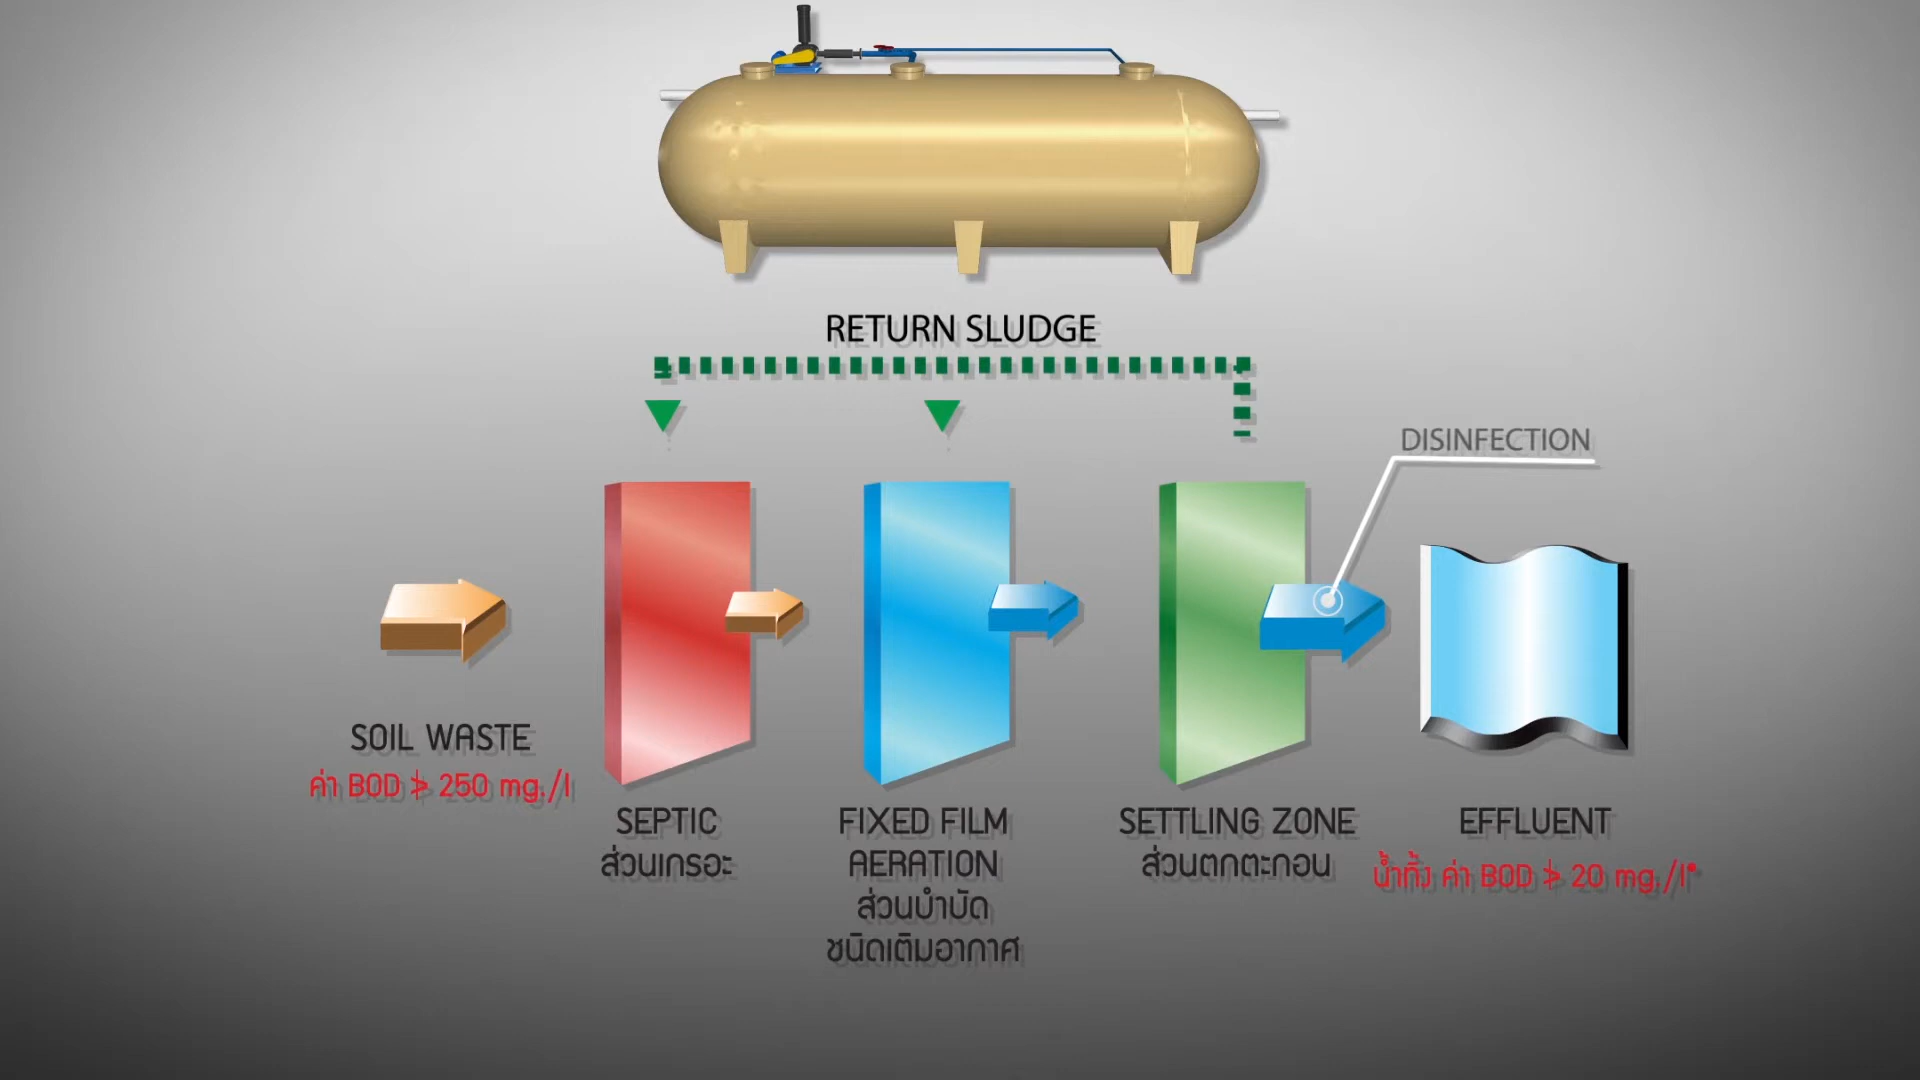 RETURN SLUDGE
DISINFECTION
SOIL WASTE
ค่า BOD ≯ 250 mg./l
SEPTIC
ส่วนเกรอะ
FIXED FILM
AERATION
ส่วนบำบัด
ชนิดเติมอากาศ
SETTLING ZONE
ส่วนตกตะกอน
EFFLUENT
น้ำทิ้ง ค่า BOD ≯ 20 mg./l*